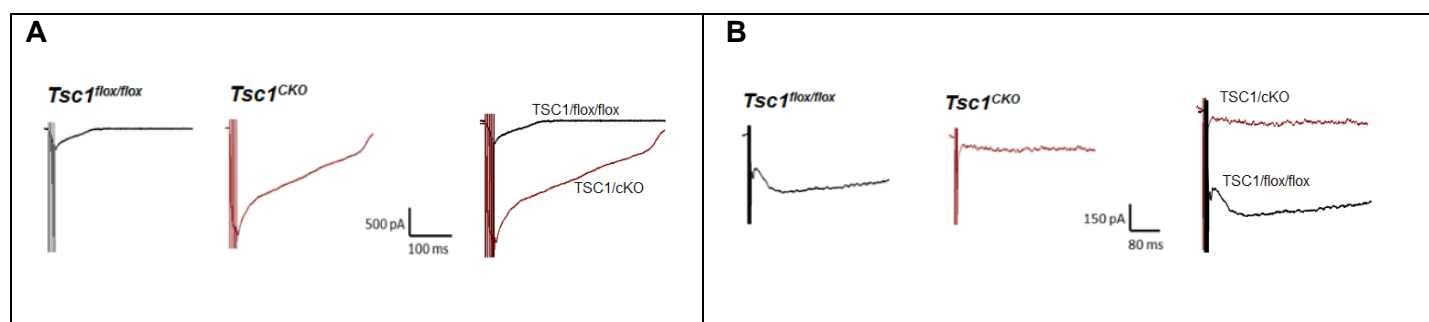 A
Tsc1flox/flox
Tsc1CKO
TSC1/flox/flox
TSC1/cKO
500 pA
100 ms
B
Tsc1flox/flox
Tsc1CKO
TSC1/cKO
TSC1/flox/flox
150 pA
80 ms